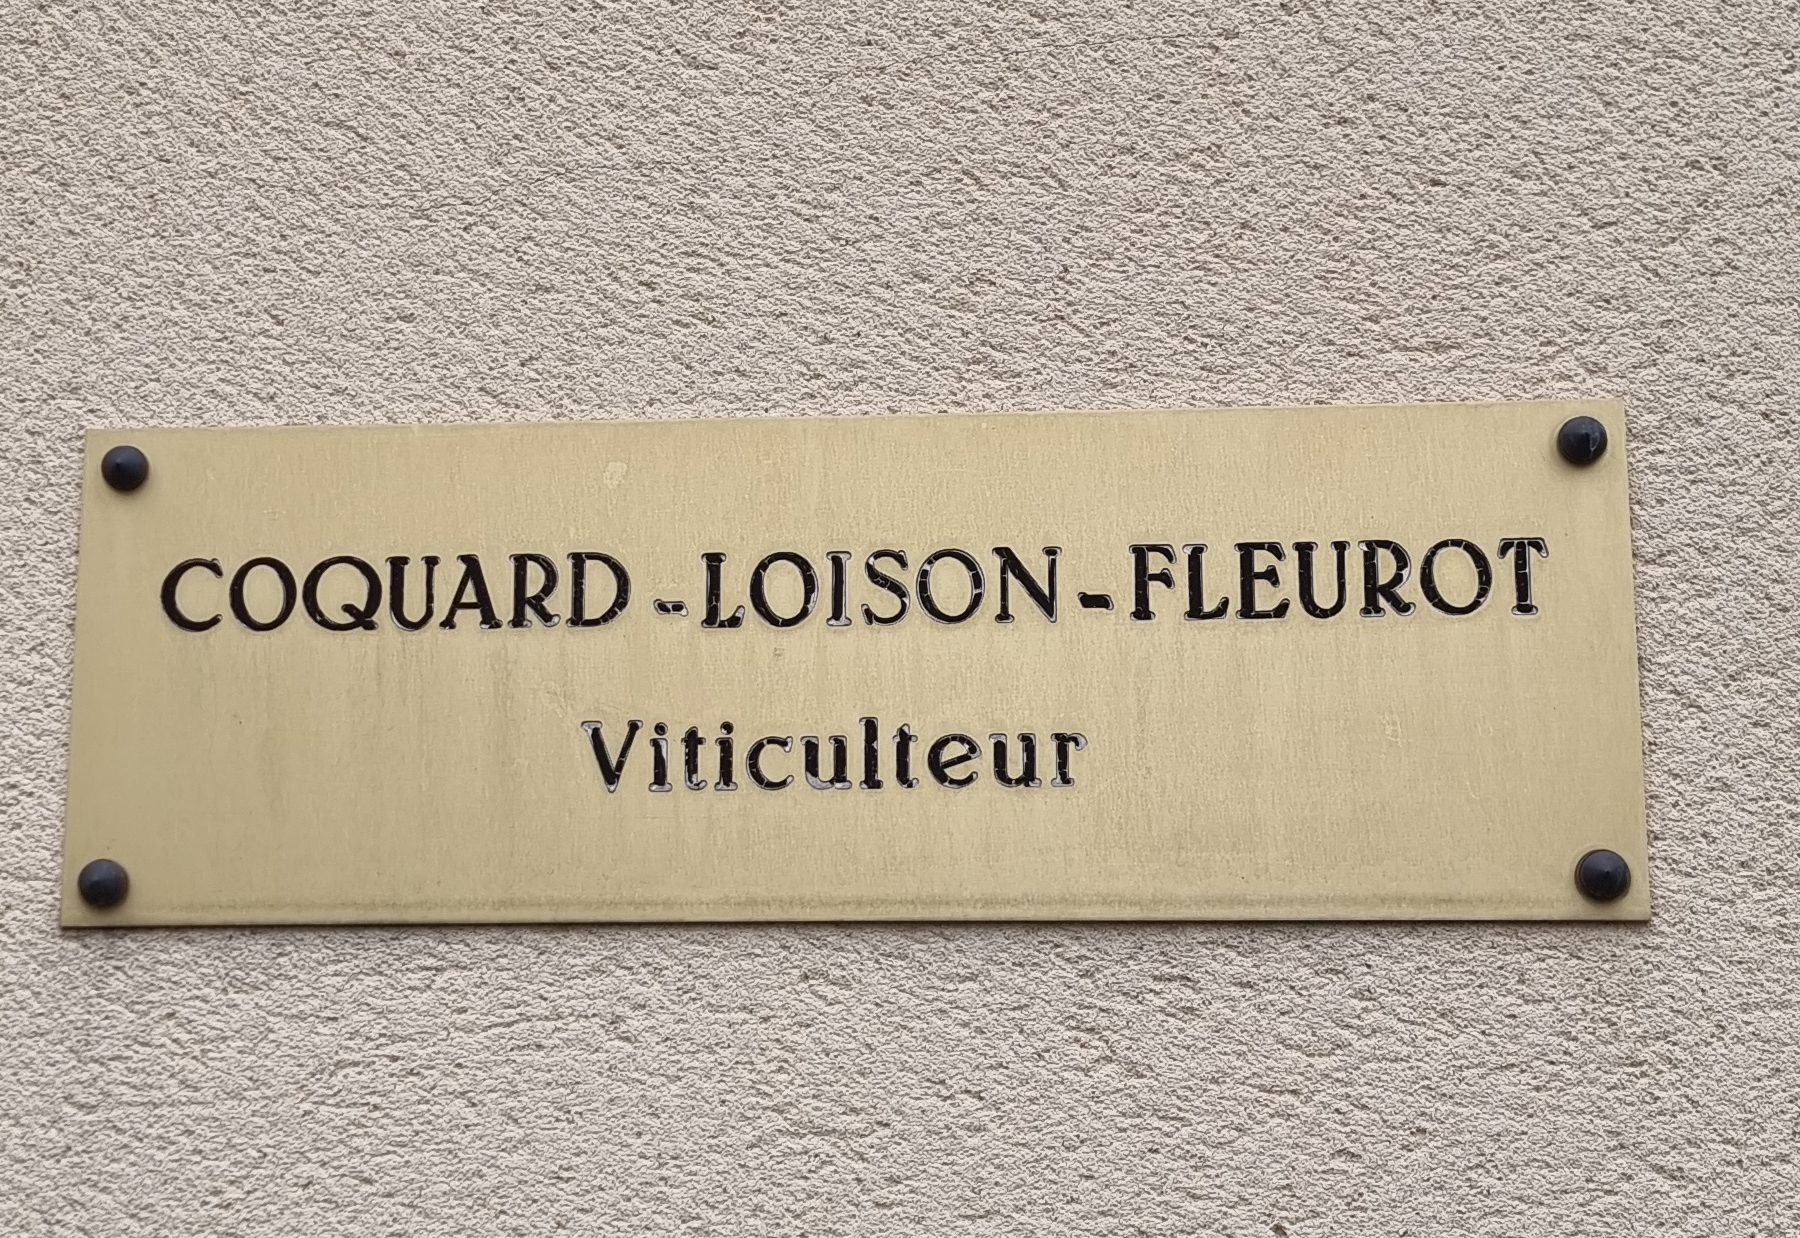 COQUARD - LOISON - FLEUROT
Viticulteur